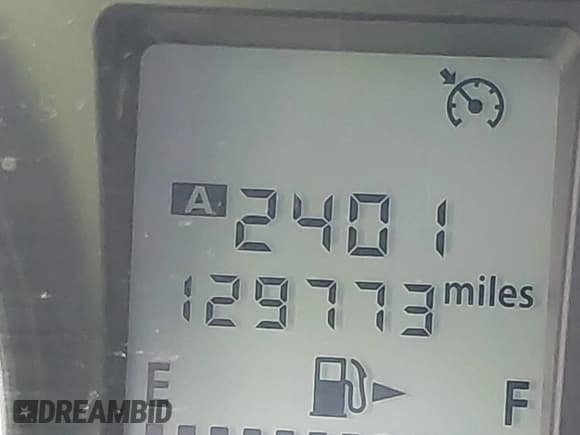 A 2401
129773 miles
E F
DREAMBID